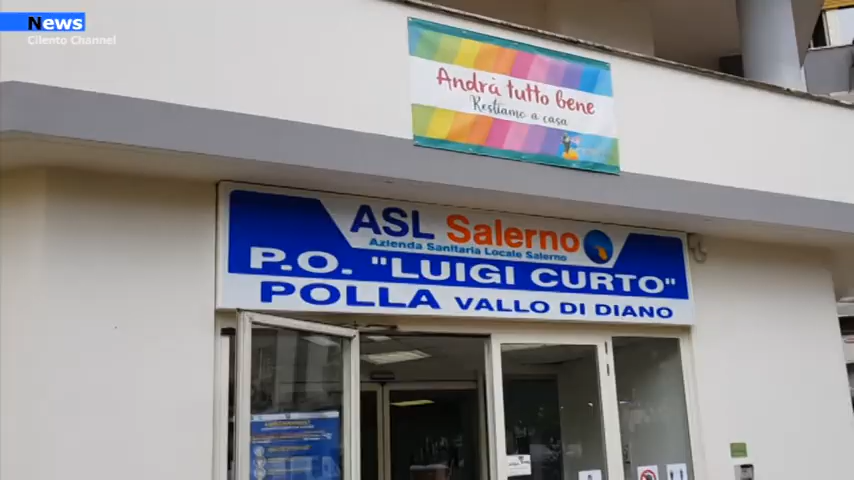 News
Cilento Channel
Andrà tutto bene
Restiamo a casa
ASL Salerno
Azienda Sanitaria Locale Salerno
P.O. "LUIGI CURTO"
POLLA VALLO DI DIANO